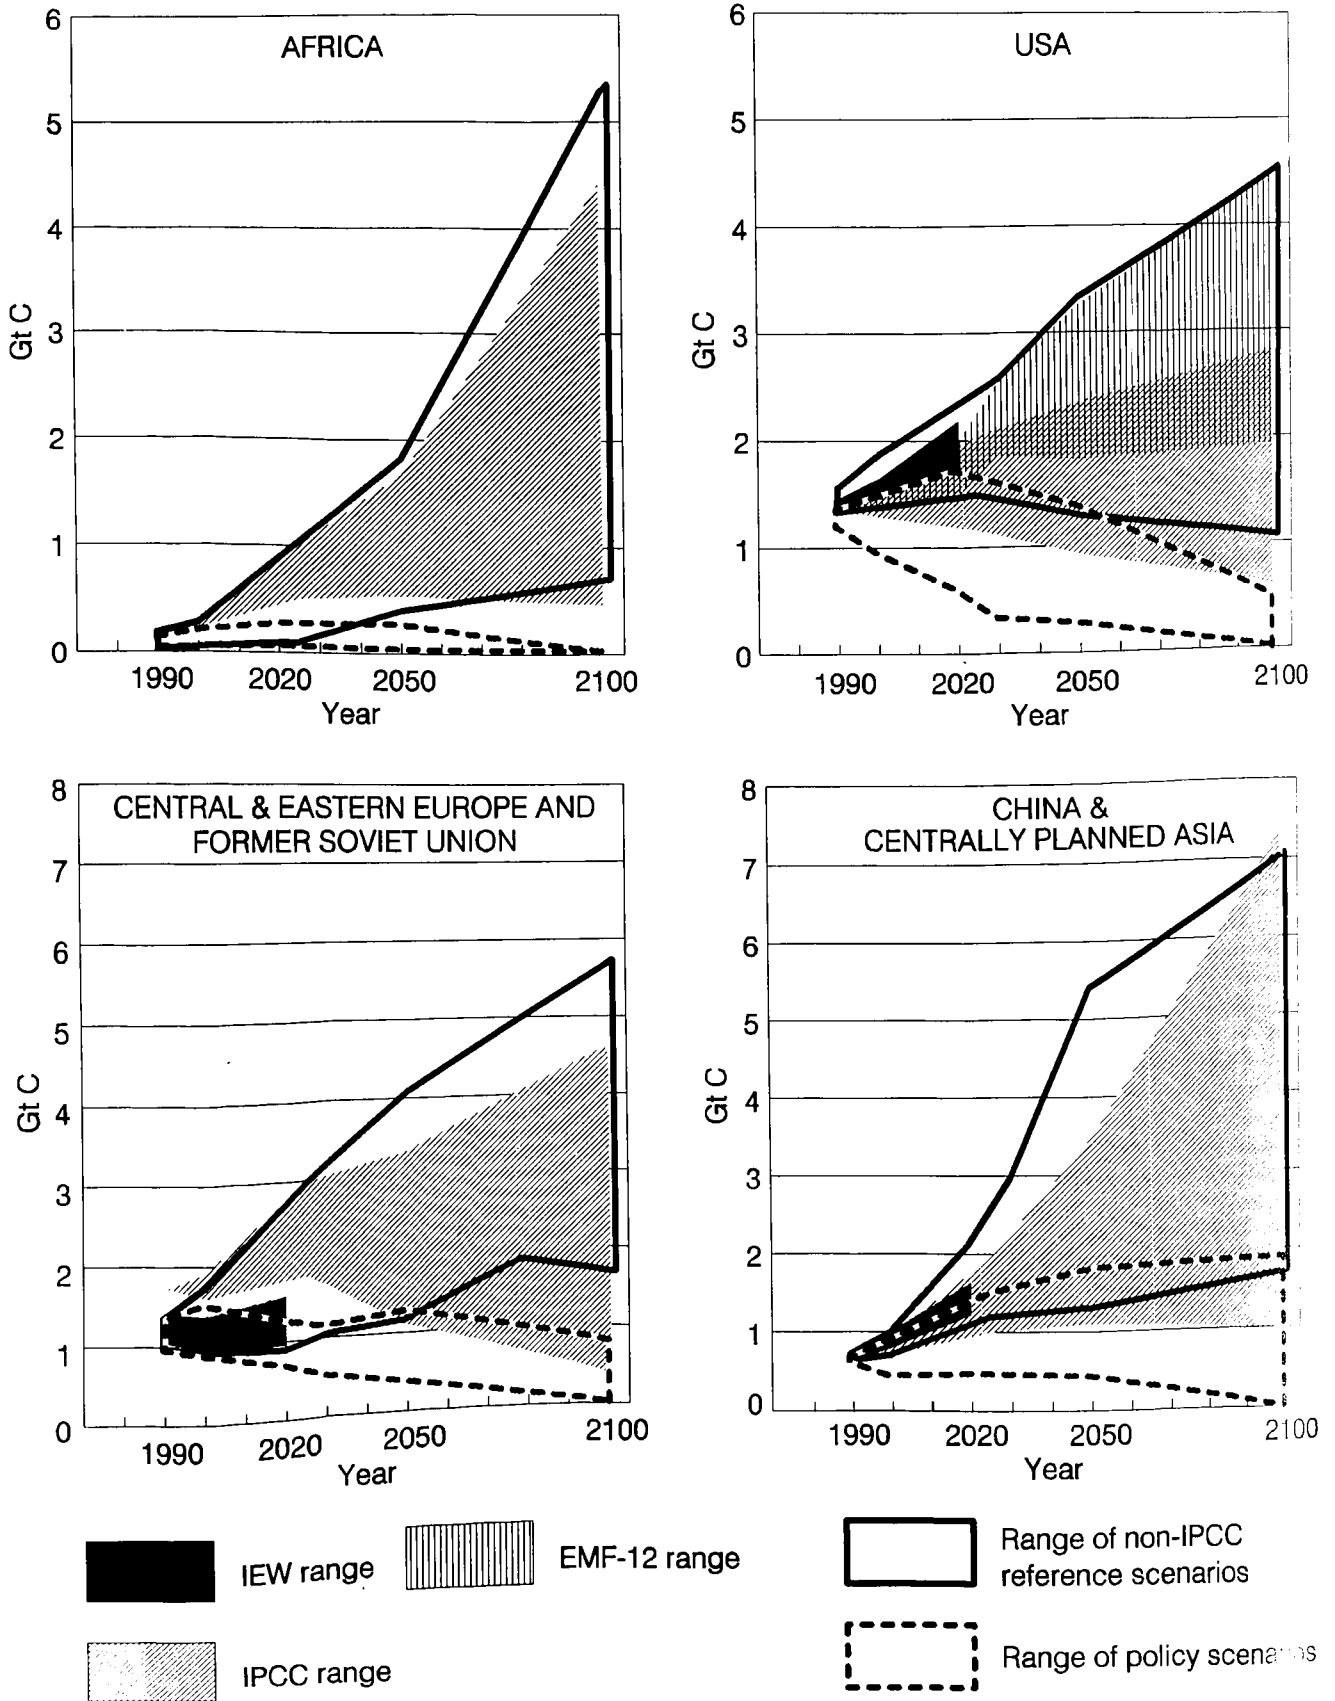 AFRICA
6
5
4
3
2
1
0
Gt C
1990 2020 2050 2100
Year
USA
6
5
4
3
2
1
0
Gt C
1990 2020 2050 2100
Year
CENTRAL & EASTERN EUROPE AND
FORMER SOVIET UNION
8
7
6
5
4
3
2
1
0
Gt C
1990 2020 2050 2100
Year
CHINA &
CENTRALLY PLANNED ASIA
8
7
6
5
4
3
2
1
0
Gt C
1990 2020 2050 2100
Year
IEW range
EMF-12 range
Range of non-IPCC
reference scenarios
IPCC range
Range of policy scenarios